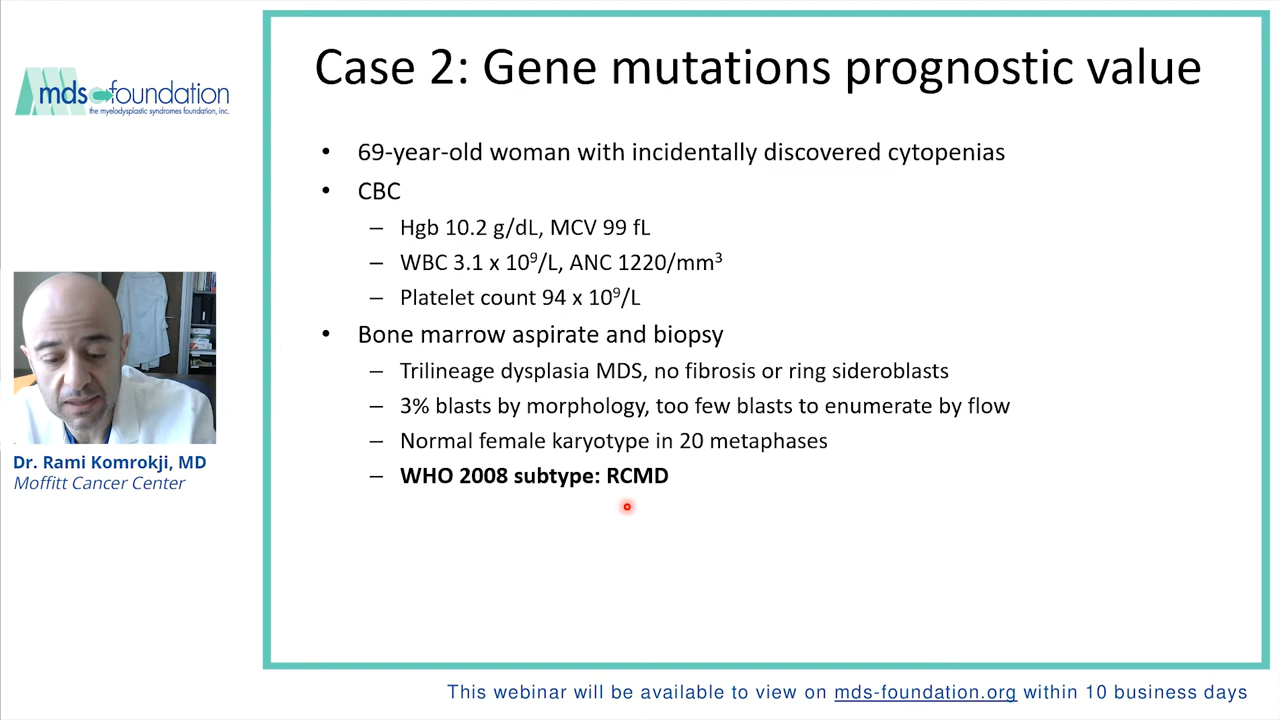 mds foundation
the myelodysplastic syndromes foundation, inc.
Case 2: Gene mutations prognostic value
• 69-year-old woman with incidentally discovered cytopenias
• CBC
– Hgb 10.2 g/dL, MCV 99 fL
– WBC 3.1 x 10⁹/L, ANC 1220/mm³
– Platelet count 94 x 10⁹/L
• Bone marrow aspirate and biopsy
– Trilineage dysplasia MDS, no fibrosis or ring sideroblasts
– 3% blasts by morphology, too few blasts to enumerate by flow
– Normal female karyotype in 20 metaphases
– WHO 2008 subtype: RCMD
Dr. Rami Komrokji, MD
Moffitt Cancer Center
This webinar will be available to view on mds-foundation.org within 10 business days